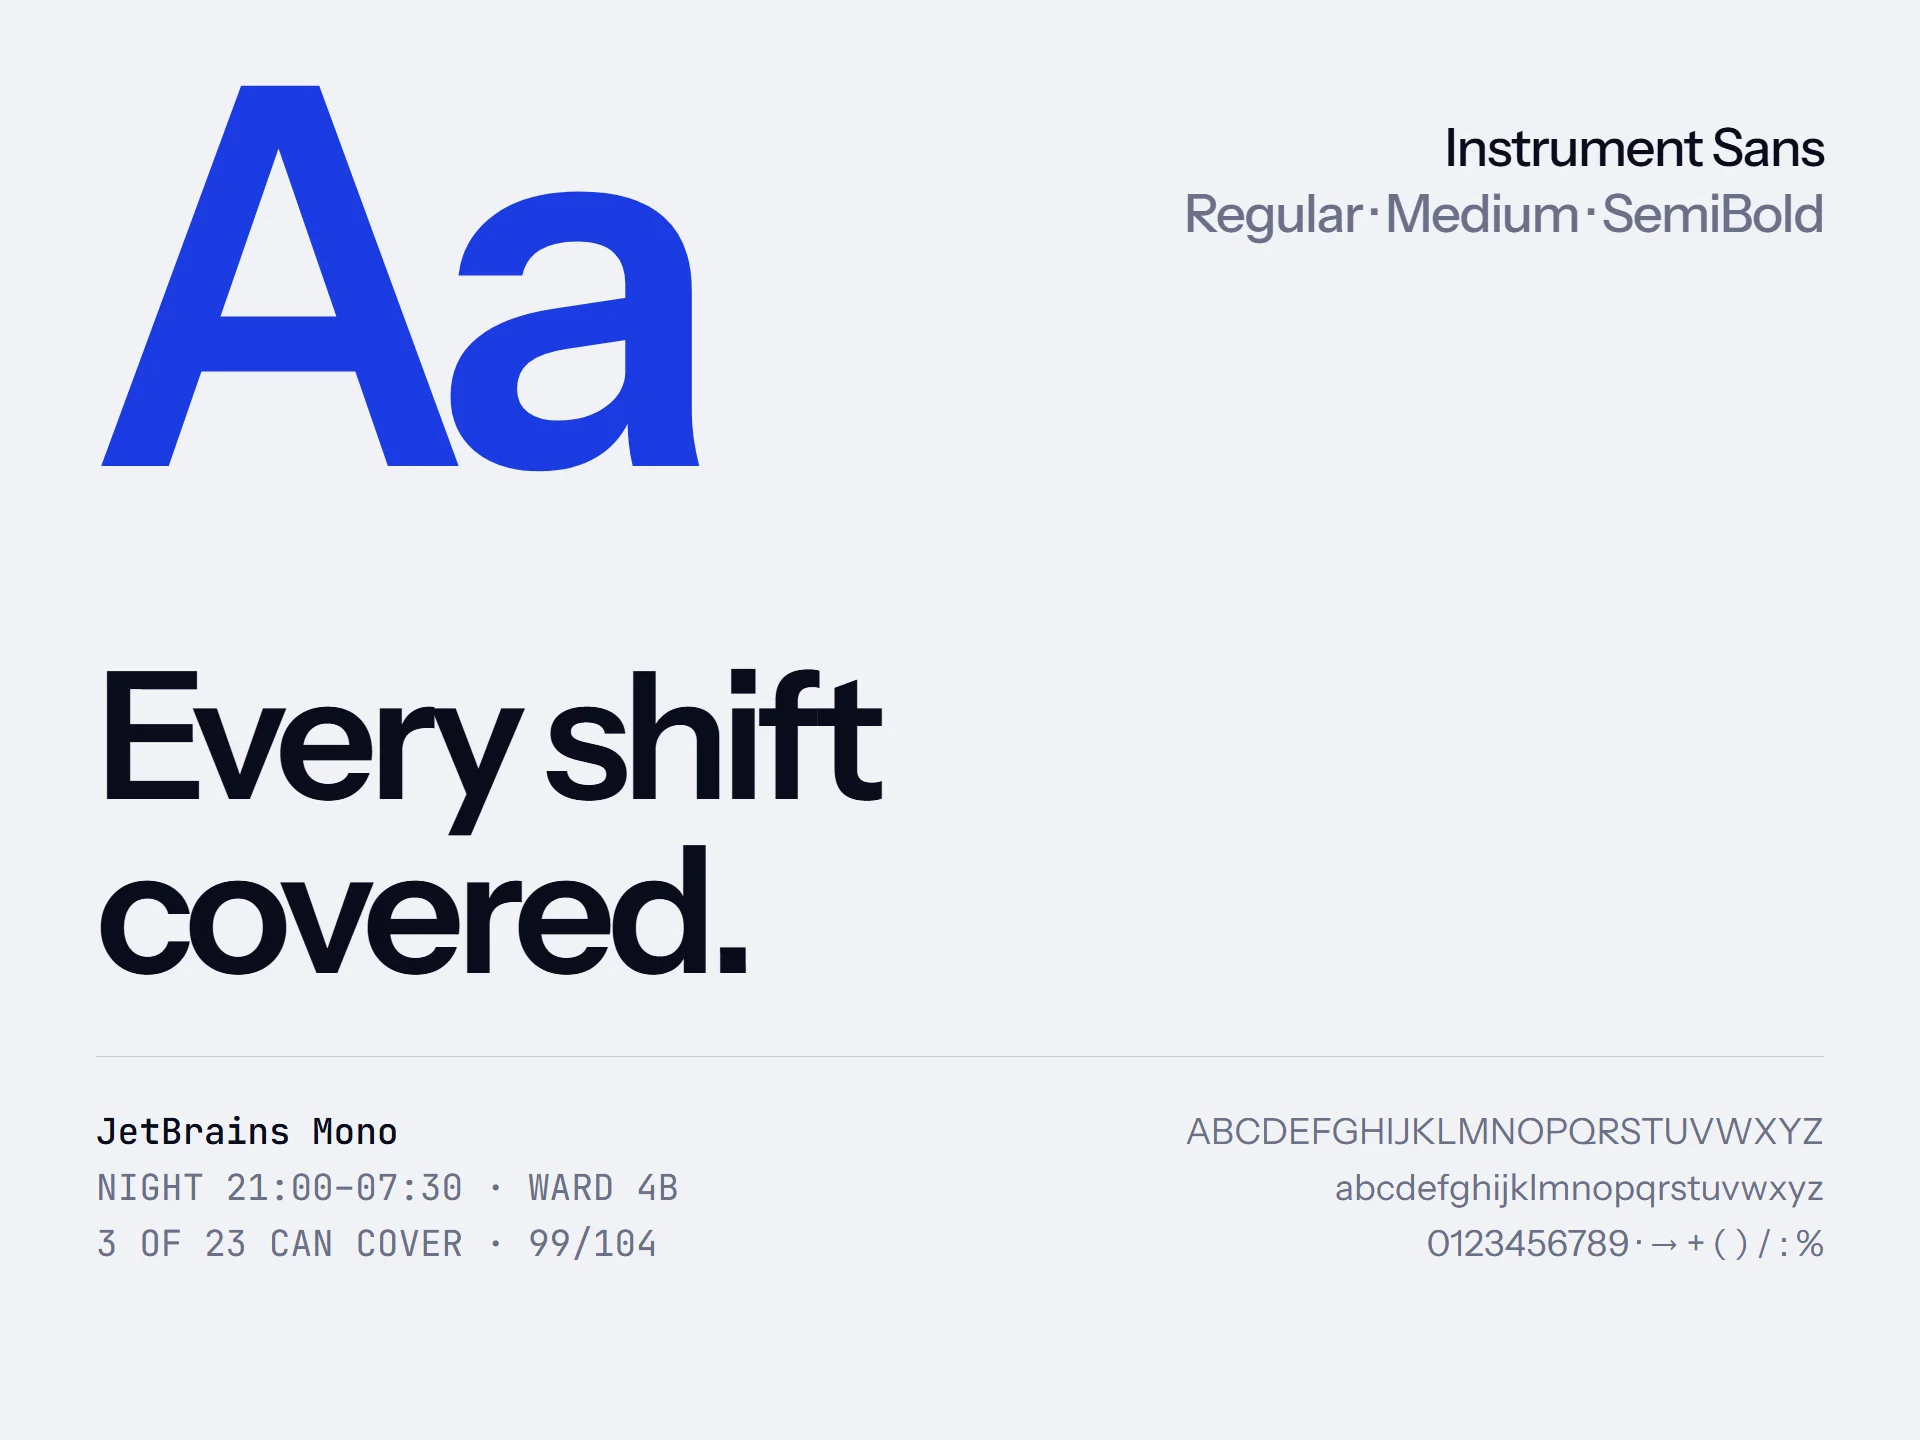 Aa
Instrument Sans
Regular · Medium · SemiBold
Every shift
covered.
JetBrains Mono
NIGHT 21:00–07:30 · WARD 4B
3 OF 23 CAN COVER · 99/104
ABCDEFGHIJKLMNOPQRSTUVWXYZ
abcdefghijklmnopqrstuvwxyz
0123456789 · → + ( ) / : %